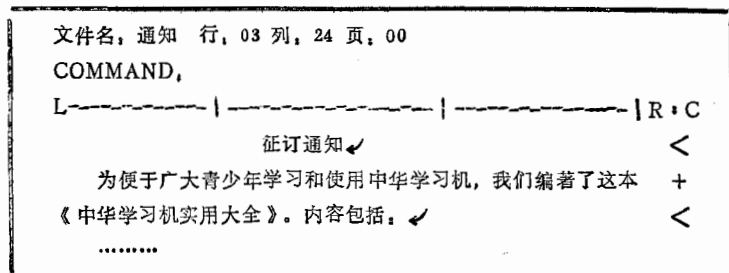 文件名：通知 行：03 列：24 页：00
COMMAND：
L--------------|--------------------|----------------|R:C
征订通知↙ <
为便于广大青少年学习和使用中华学习机，我们编著了这本 +
《中华学习机实用大全》。内容包括：↙ <
………